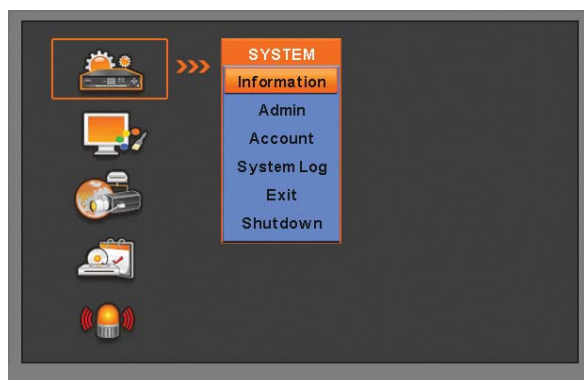 SYSTEM
Information
Admin
Account
System Log
Exit
Shutdown